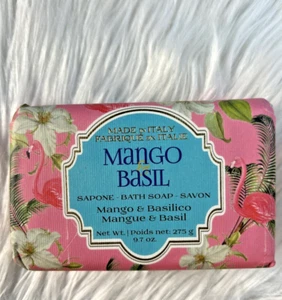 MADE IN ITALY
FABRIQUÉ EN ITALIE
MANGO
BASIL
SAPONE - BATH SOAP - SAVON
Mango & Basilico
Mangue & Basil
Net Wt. | Poids net: 275 g
9.7 oz.